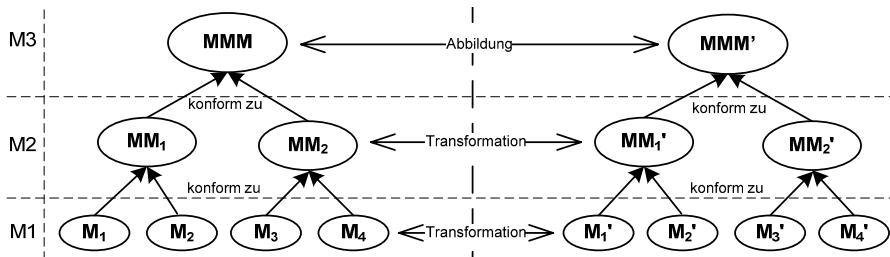 M3 MMM Abbildung MMM'
konform zu konform zu
M2 MM₁ MM₂ Transformation MM₁' MM₂'
konform zu konform zu
M1 M₁ M₂ M₃ M₄ Transformation M₁' M₂' M₃' M₄'